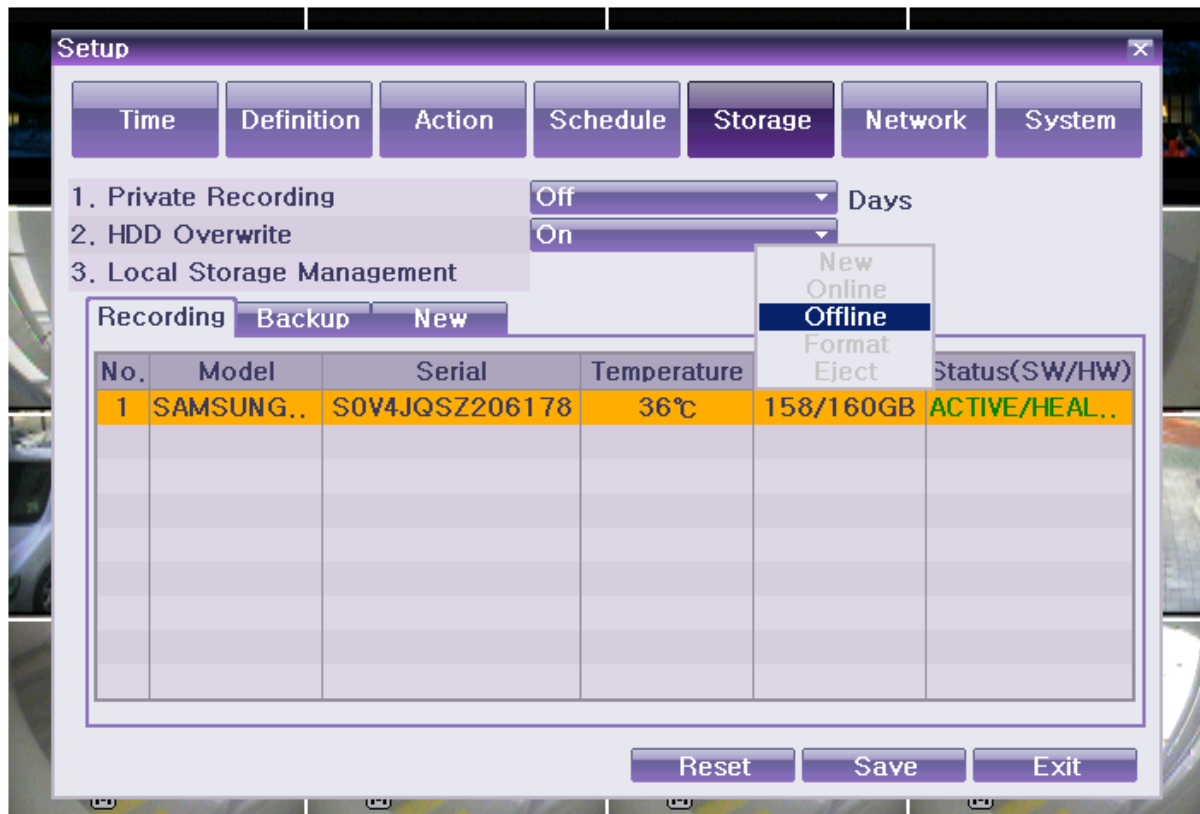 Setup
Time Definition Action Schedule Storage Network System
1. Private Recording Off Days
2. HDD Overwrite On
3. Local Storage Management
New
Online
Offline
Format
Eject
Recording Backup New
No. Model Serial Temperature Status(SW/HW)
1 SAMSUNG.. S0V4JQSZ206178 36℃ 158/160GB ACTIVE/HEAL..
Reset Save Exit